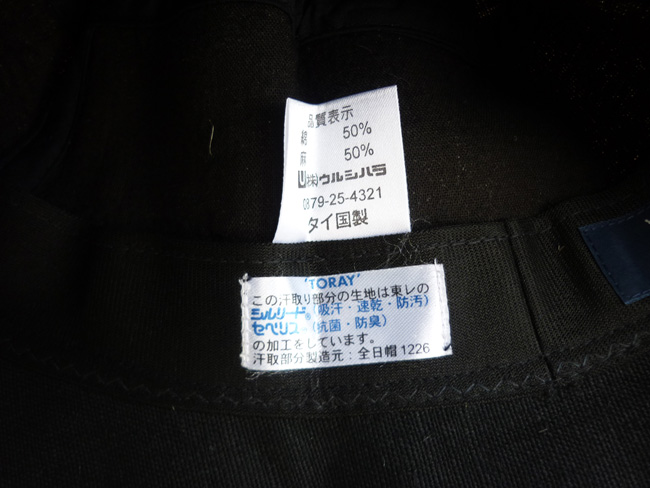 品質表示
綿 50%
麻 50%
(株)ウルシハラ
0879-25-4321
タイ国製
'TORAY'
この汗取り部分の生地は東レの
シルリード®(吸汗・速乾・防汚)
セベリス®(抗菌・防臭)
の加工をしています。
汗取部分製造元:全日帽1226